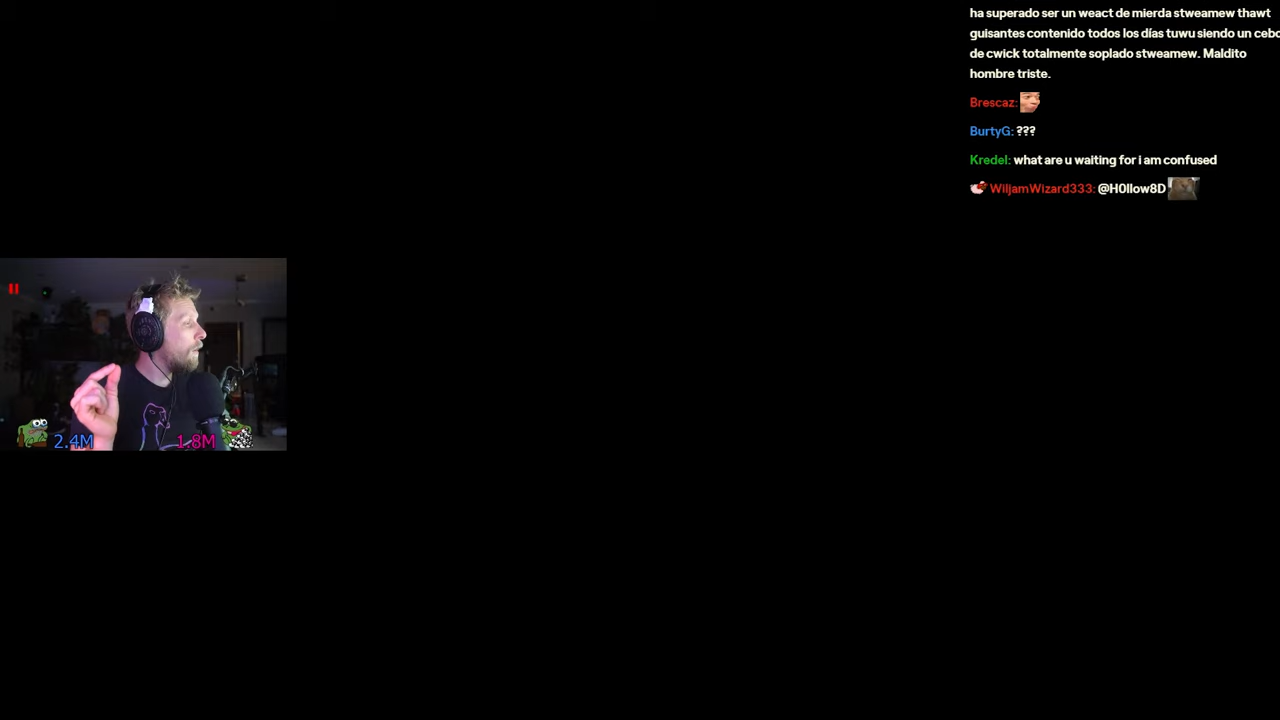 ha superado ser un weact de mierda stweamew thawt
guisantes contenido todos los días tuwu siendo un cebo
de cwick totalmente soplado stweamew. Maldito
hombre triste.
Brescaz:
BurtyG: ???
Kredel: what are u waiting for i am confused
WiljamWizard333: @H0llow8D
2.4M
1.8M